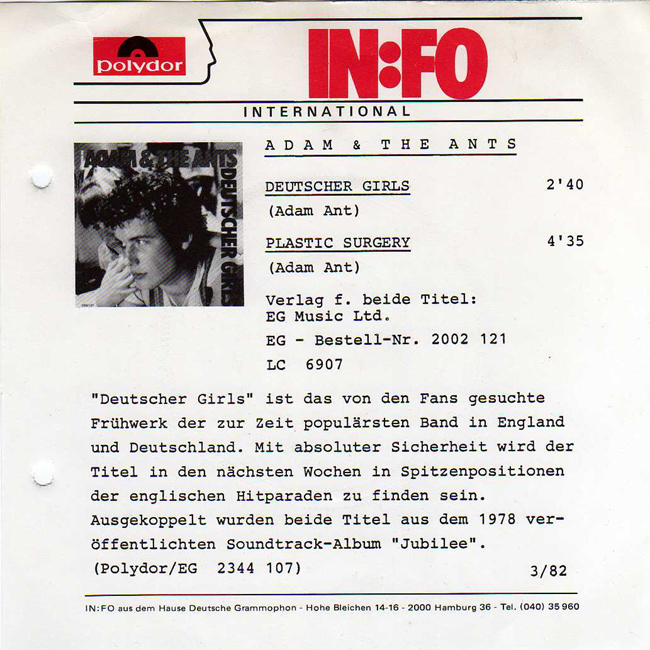 polydor
IN:FO
INTERNATIONAL
ADAM & THE ANTS
ADAM & THE ANTS
DEUTSCHER GIRLS
DEUTSCHER GIRLS 2'40
(Adam Ant)
PLASTIC SURGERY 4'35
(Adam Ant)
Verlag f. beide Titel:
EG Music Ltd.
EG - Bestell-Nr. 2002 121
LC 6907
"Deutscher Girls" ist das von den Fans gesuchte
Frühwerk der zur Zeit populärsten Band in England
und Deutschland. Mit absoluter Sicherheit wird der
Titel in den nächsten Wochen in Spitzenpositionen
der englischen Hitparaden zu finden sein.
Ausgekoppelt wurden beide Titel aus dem 1978 ver-
öffentlichten Soundtrack-Album "Jubilee".
(Polydor/EG 2344 107) 3/82
IN:FO aus dem Hause Deutsche Grammophon - Hohe Bleichen 14-16 - 2000 Hamburg 36 - Tel. (040) 35 960